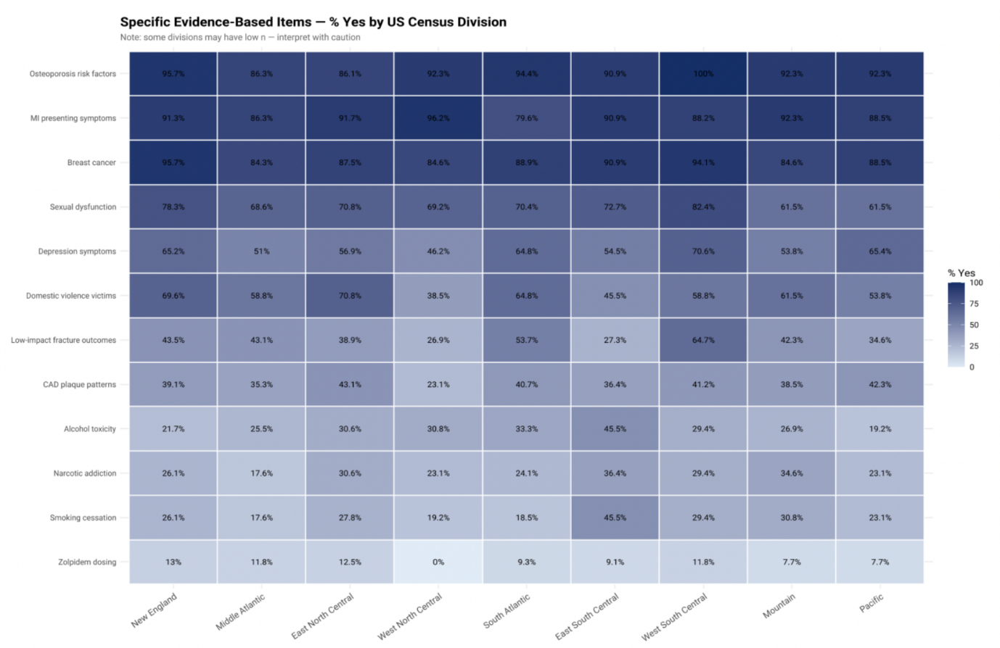 Specific Evidence-Based Items — % Yes by US Census Division
Note: some divisions may have low n — interpret with caution
Osteoporosis risk factors 95.7% 86.3% 86.1% 92.3% 94.4% 90.9% 100% 92.3% 92.3%
MI presenting symptoms 91.3% 86.3% 91.7% 96.2% 79.6% 90.9% 88.2% 92.3% 88.5%
Breast cancer 95.7% 84.3% 87.5% 84.6% 88.9% 90.9% 94.1% 84.6% 88.5%
Sexual dysfunction 78.3% 68.6% 70.8% 69.2% 70.4% 72.7% 82.4% 61.5% 61.5%
Depression symptoms 65.2% 51% 56.9% 46.2% 64.8% 54.5% 70.6% 53.8% 65.4%
Domestic violence victims 69.6% 58.8% 70.8% 38.5% 64.8% 45.5% 58.8% 61.5% 53.8%
Low-impact fracture outcomes 43.5% 43.1% 38.9% 26.9% 53.7% 27.3% 64.7% 42.3% 34.6%
CAD plaque patterns 39.1% 35.3% 43.1% 23.1% 40.7% 36.4% 41.2% 38.5% 42.3%
Alcohol toxicity 21.7% 25.5% 30.6% 30.8% 33.3% 45.5% 29.4% 26.9% 19.2%
Narcotic addiction 26.1% 17.6% 30.6% 23.1% 24.1% 36.4% 29.4% 34.6% 23.1%
Smoking cessation 26.1% 17.6% 27.8% 19.2% 18.5% 45.5% 29.4% 30.8% 23.1%
Zolpidem dosing 13% 11.8% 12.5% 0% 9.3% 9.1% 11.8% 7.7% 7.7%
New England Middle Atlantic East North Central West North Central South Atlantic East South Central West South Central Mountain Pacific
% Yes
100
75
50
25
0